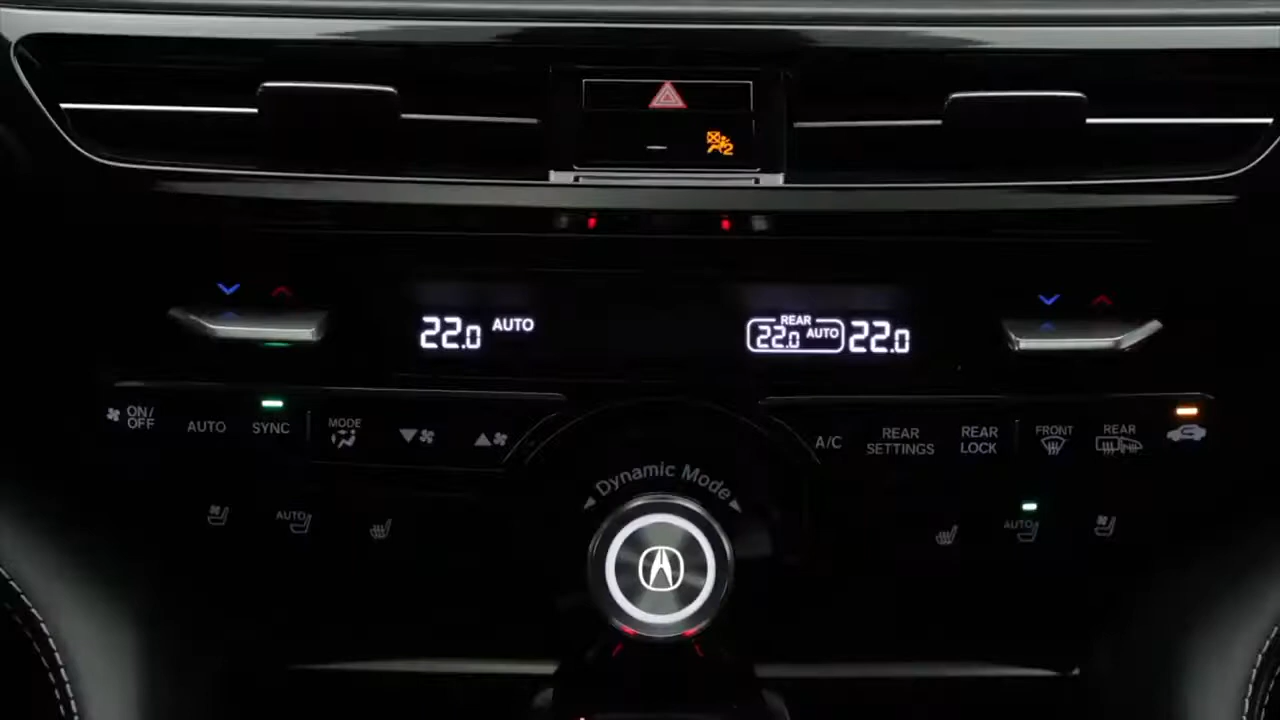 2
22.0 AUTO
REAR
22.0 AUTO 22.0
ON/
OFF
AUTO
SYNC
MODE
A/C
REAR
SETTINGS
REAR
LOCK
FRONT
REAR
Dynamic Mode
AUTO
AUTO